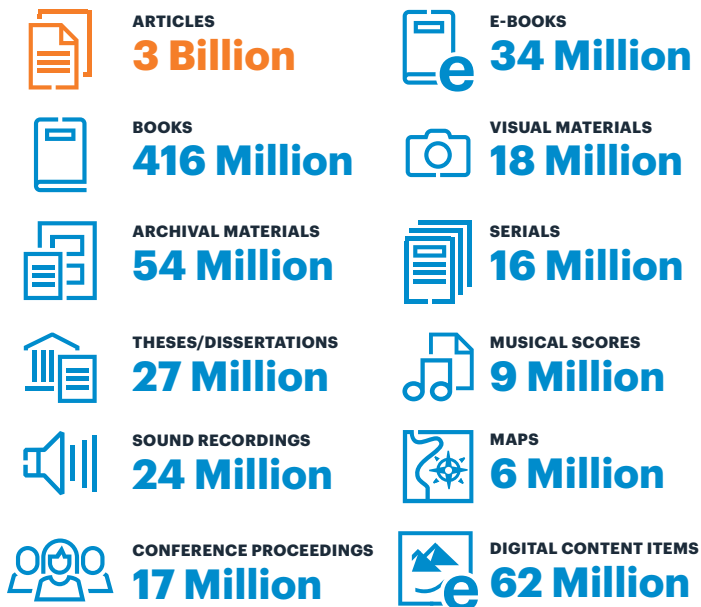 ARTICLES
3 Billion
E-BOOKS
34 Million
BOOKS
416 Million
VISUAL MATERIALS
18 Million
ARCHIVAL MATERIALS
54 Million
SERIALS
16 Million
THESES/DISSERTATIONS
27 Million
MUSICAL SCORES
9 Million
SOUND RECORDINGS
24 Million
MAPS
6 Million
CONFERENCE PROCEEDINGS
17 Million
DIGITAL CONTENT ITEMS
62 Million